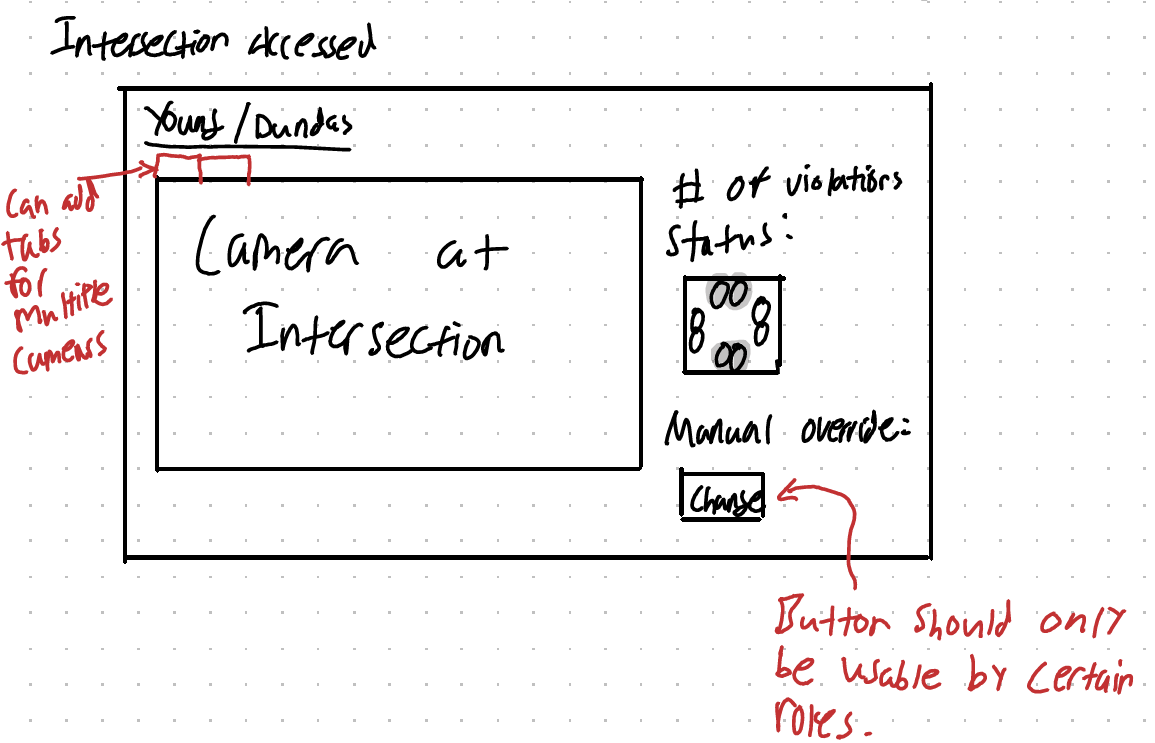 Intersection Accessed
Young/Dundas
Can add
tabs
for
Multiple
Cameras
Camera at
Intersection
# of violations
Status:
Manual override:
Change
Button should only
be usable by certain
roles.